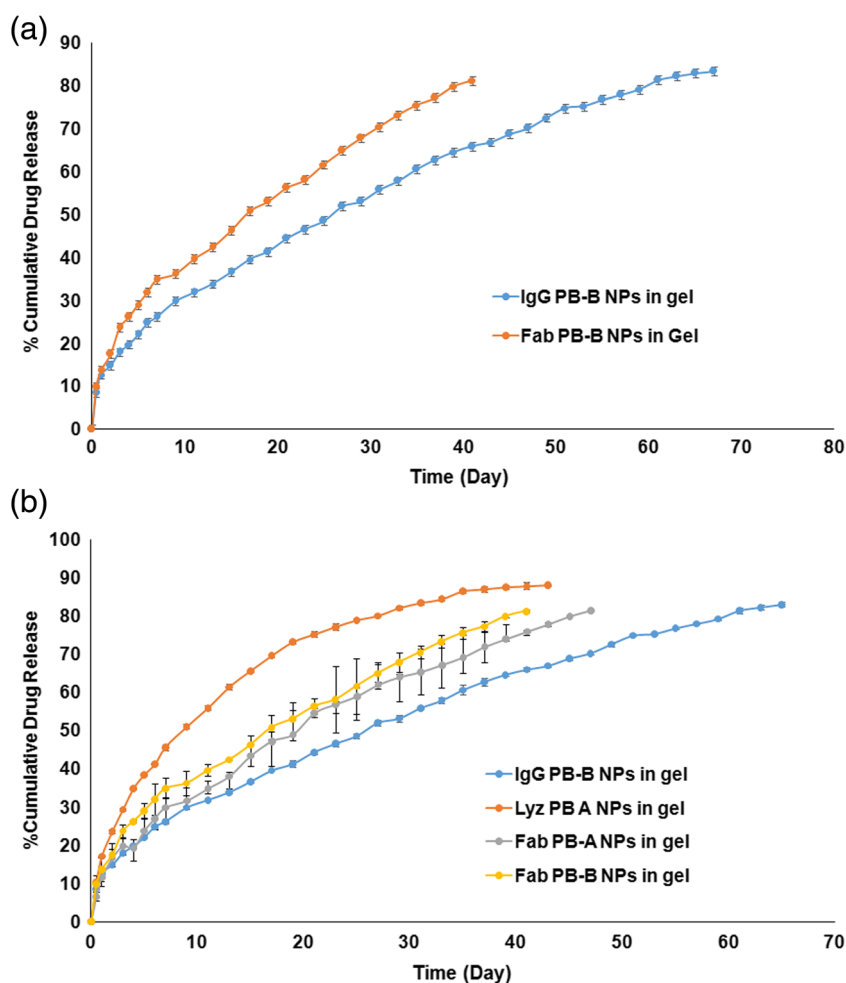 (a)
90
80
70
60
50
40
30
20
10
0
% Cumulative Drug Release
IgG PB-B NPs in gel
Fab PB-B NPs in Gel
0 10 20 30 40 50 60 70 80
Time (Day)
(b)
100
90
80
70
60
50
40
30
20
10
0
%Cumulative Drug Release
IgG PB-B NPs in gel
Lyz PB A NPs in gel
Fab PB-A NPs in gel
Fab PB-B NPs in gel
0 10 20 30 40 50 60 70
Time (Day)